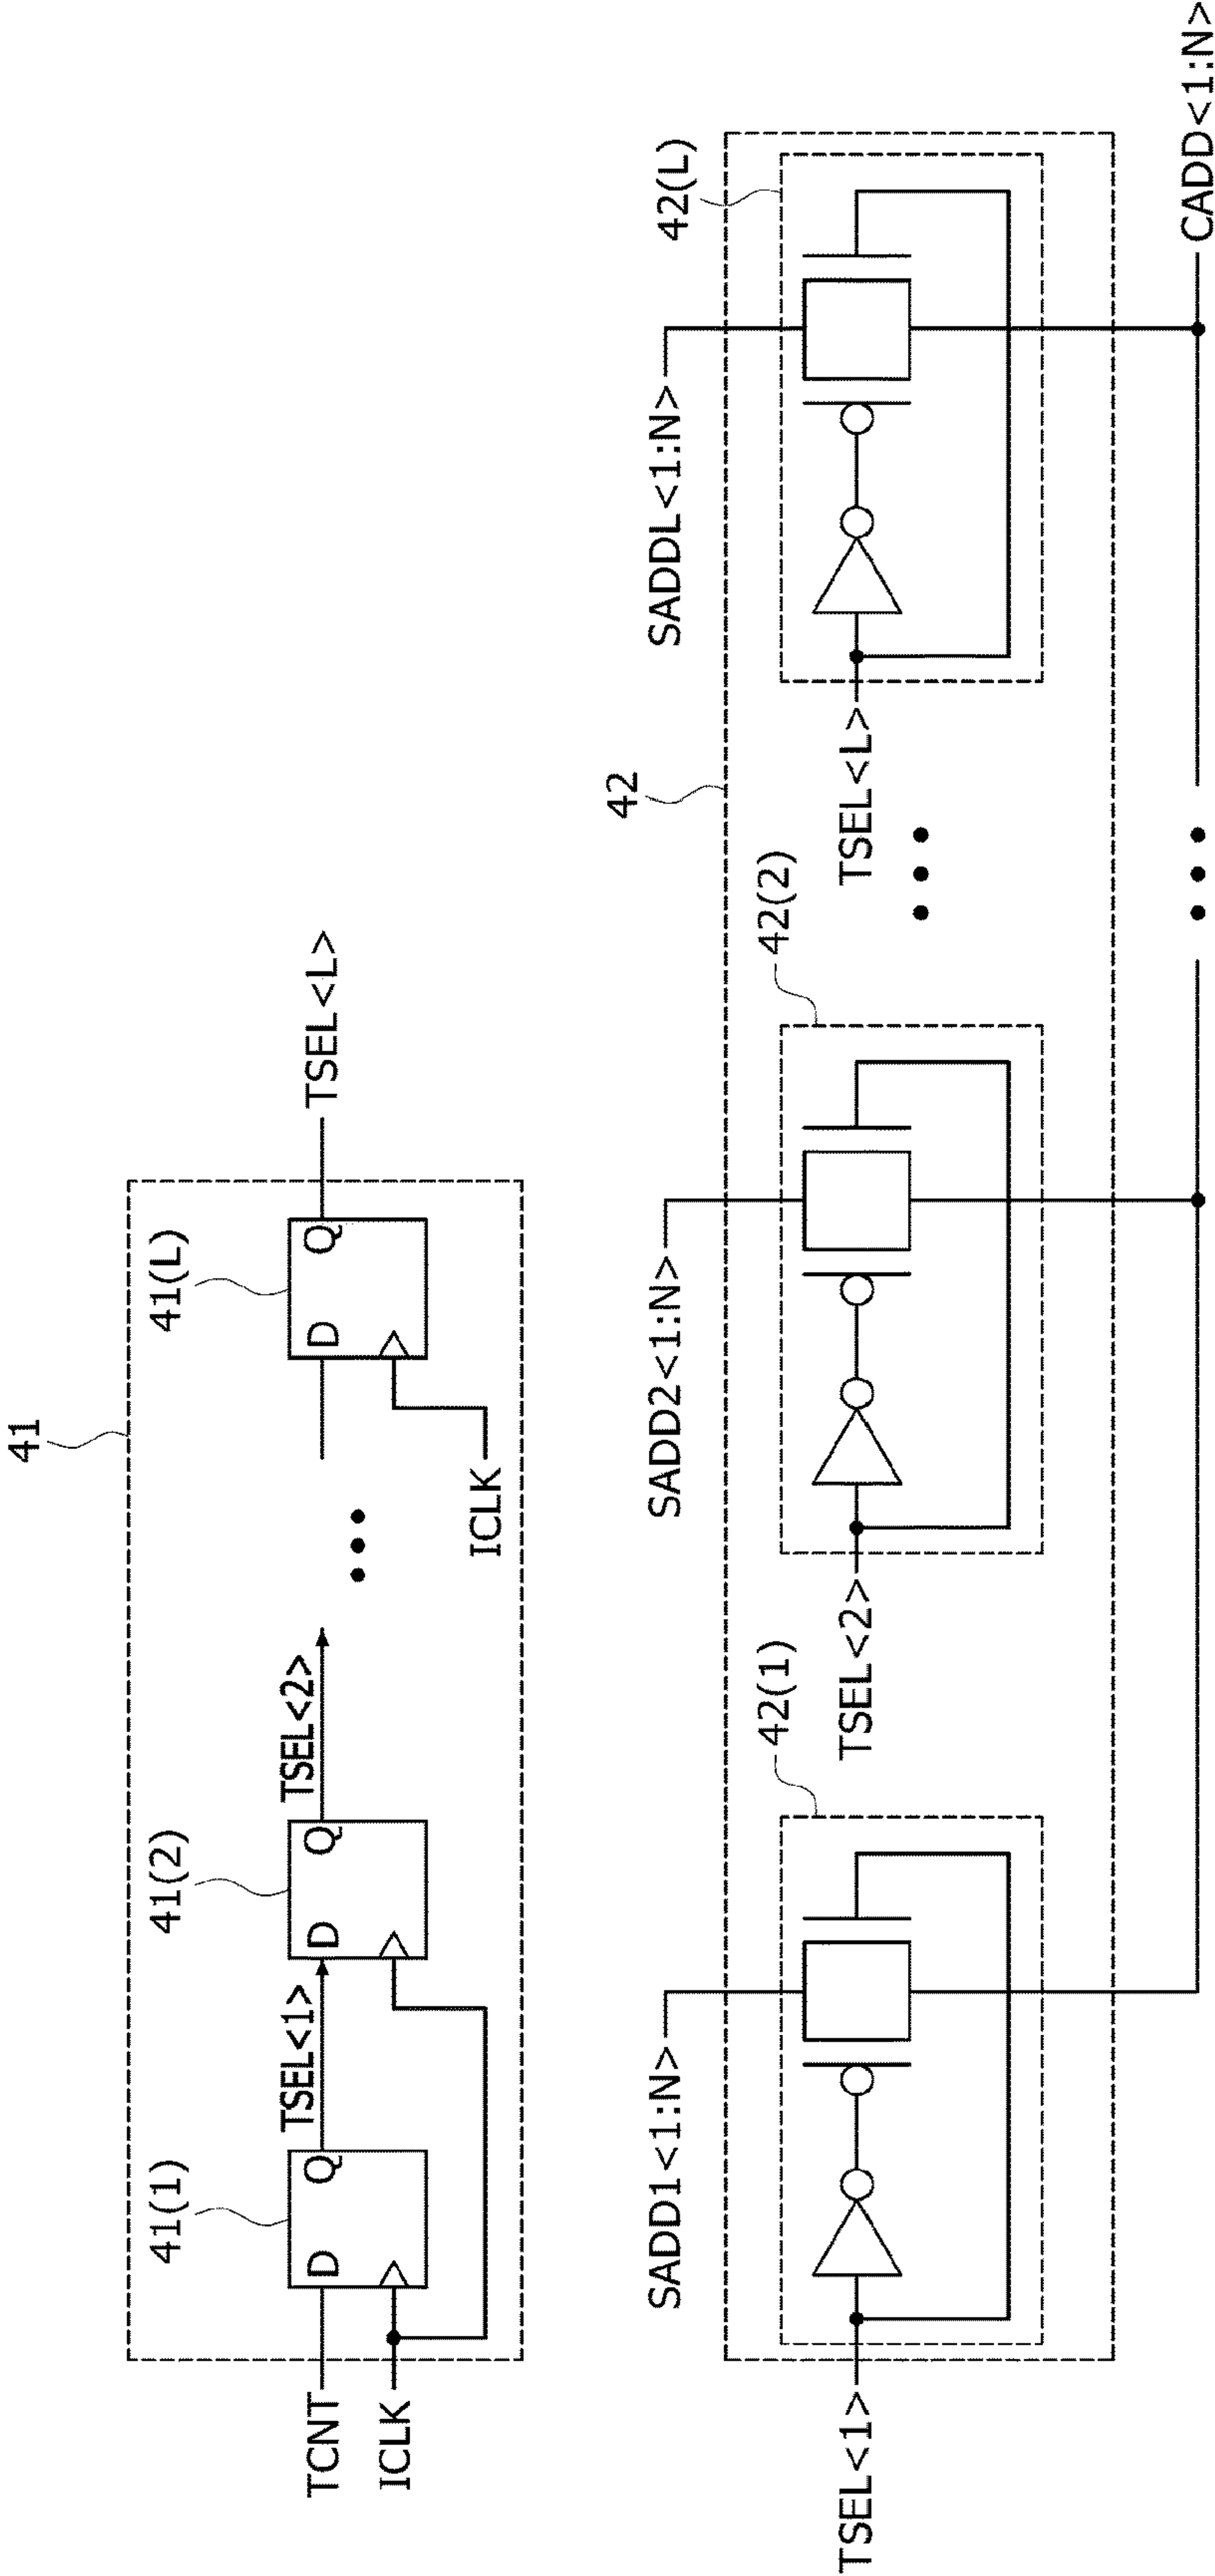 41
41(1)
41(2)
41(L)
TCNT
D
Q
TSEL<1>
D
Q
TSEL<2>
D
Q
TSEL<L>
ICLK
ICLK
42
SADD1<1:N>
42(1)
SADD2<1:N>
42(2)
SADDL<1:N>
42(L)
TSEL<1>
TSEL<2>
TSEL<L>
CADD<1:N>